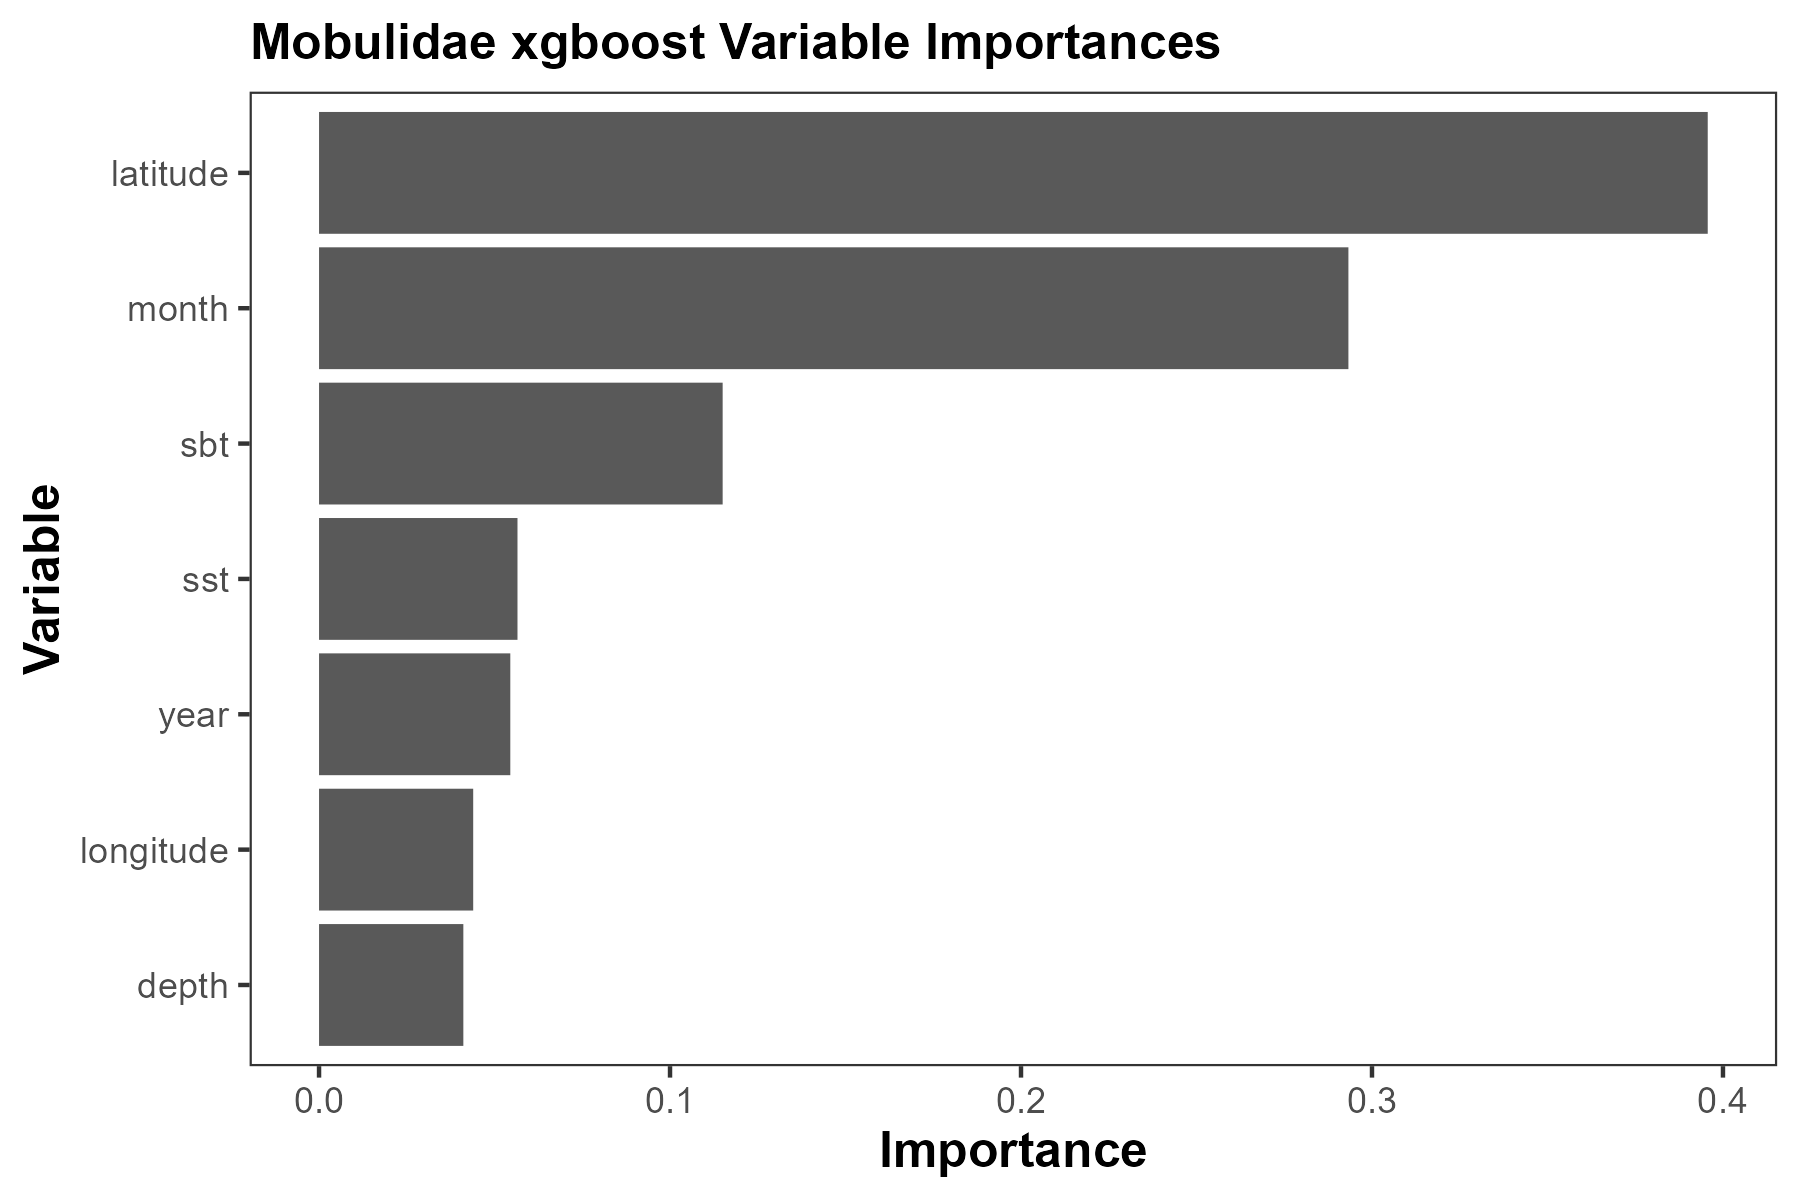 Mobulidae xgboost Variable Importances
Variable
latitude
month
sbt
sst
year
longitude
depth
0.0 0.1 0.2 0.3 0.4
Importance